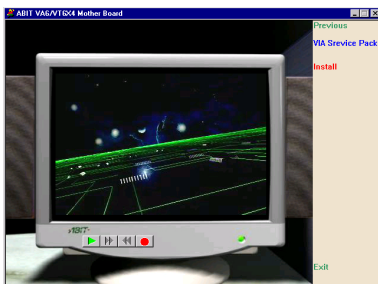 ABIT VA6/VT6X4 Mother Board
Previous
VIA Srevice Pack
Install
ABIT
Exit